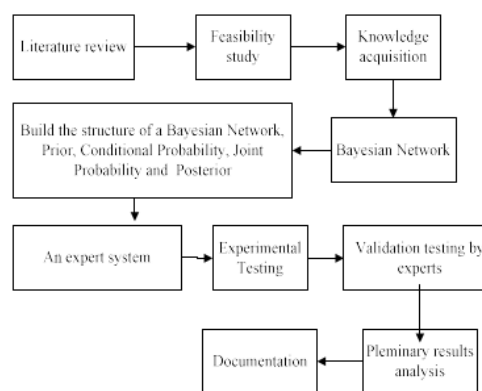 Literature review
Feasibility
study
Knowledge
acquisition
Bayesian Network
Build the structure of a Bayesian Network,
Prior, Conditional Probability, Joint
Probability and Posterior
An expert system
Experimental
Testing
Validation testing by
experts
Pleminary results
analysis
Documentation